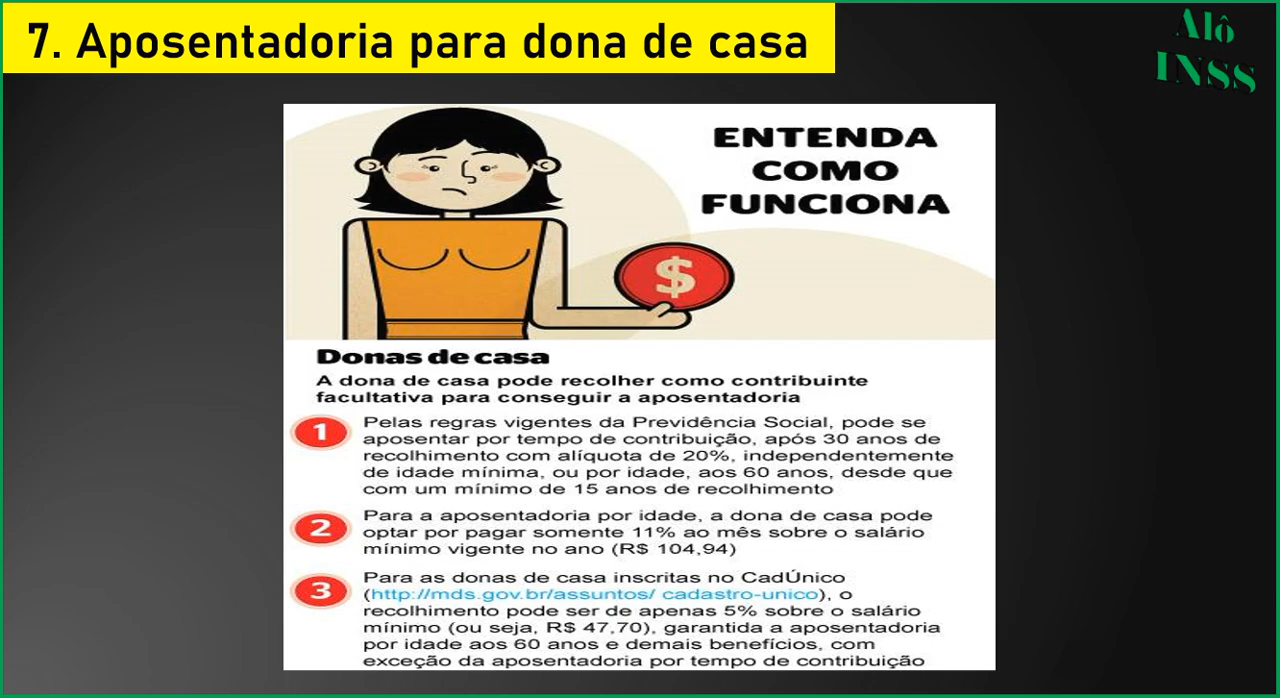 7. Aposentadoria para dona de casa
Alô
INSS
ENTENDA
COMO
FUNCIONA
$
Donas de casa
A dona de casa pode recolher como contribuinte
facultativa para conseguir a aposentadoria
1
Pelas regras vigentes da Previdência Social, pode se
aposentar por tempo de contribuição, após 30 anos de
recolhimento com alíquota de 20%, independentemente
de idade mínima, ou por idade, aos 60 anos, desde que
com um mínimo de 15 anos de recolhimento
2
Para a aposentadoria por idade, a dona de casa pode
optar por pagar somente 11% ao mês sobre o salário
mínimo vigente no ano (R$ 104,94)
3
Para as donas de casa inscritas no CadÚnico
(http://mds.gov.br/assuntos/ cadastro-unico), o
recolhimento pode ser de apenas 5% sobre o salário
mínimo (ou seja, R$ 47,70), garantida a aposentadoria
por idade aos 60 anos e demais benefícios, com
exceção da aposentadoria por tempo de contribuição